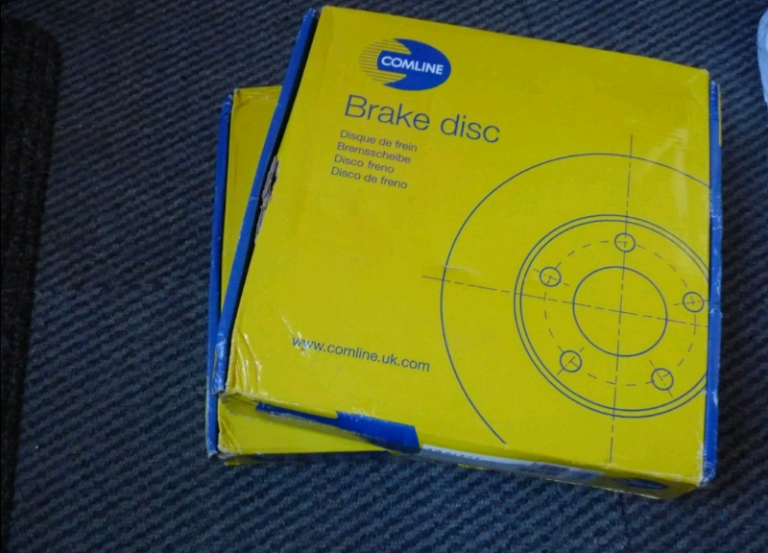 COMLINE
Brake disc
Disque de frein
Bremsscheibe
Disco freno
Disco de freno
www.comline.uk.com